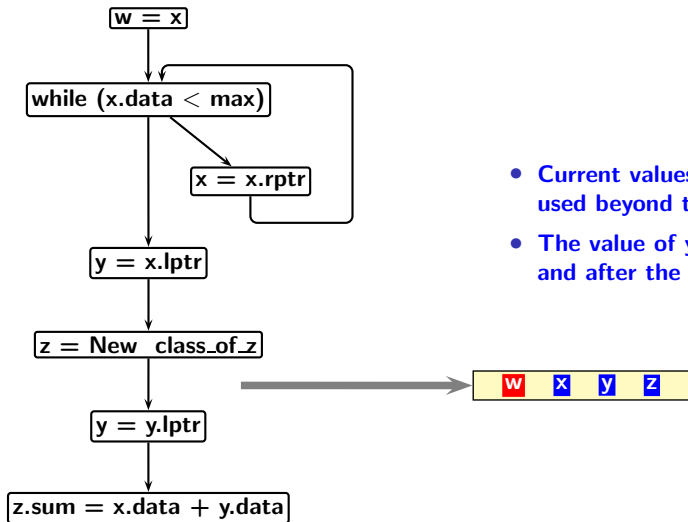 w = x
while (x.data < max)
x = x.rptr
y = x.lptr
z = New class_of_z
y = y.lptr
z.sum = x.data + y.data
• Current values
used beyond t
• The value of y
and after the
w x y z